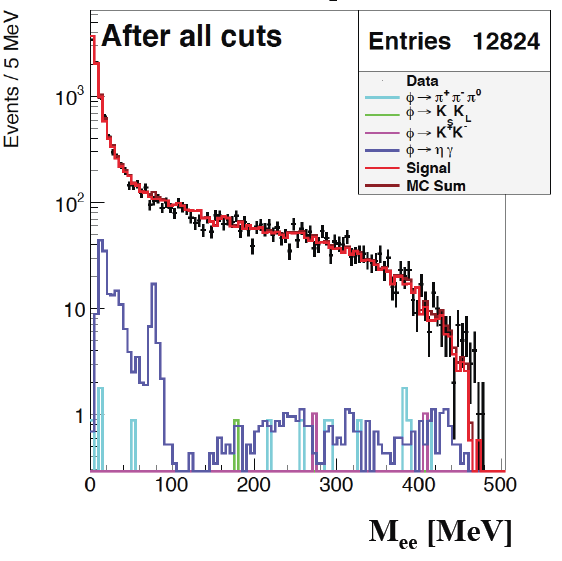 After all cuts
Entries 12824
Data
ϕ → π⁺ π⁻ π⁰
ϕ → K_S K_L
ϕ → K⁺K⁻
ϕ → η γ
Signal
MC Sum
Events / 5 MeV
10³
10²
10
1
0 100 200 300 400 500
M_ee [MeV]